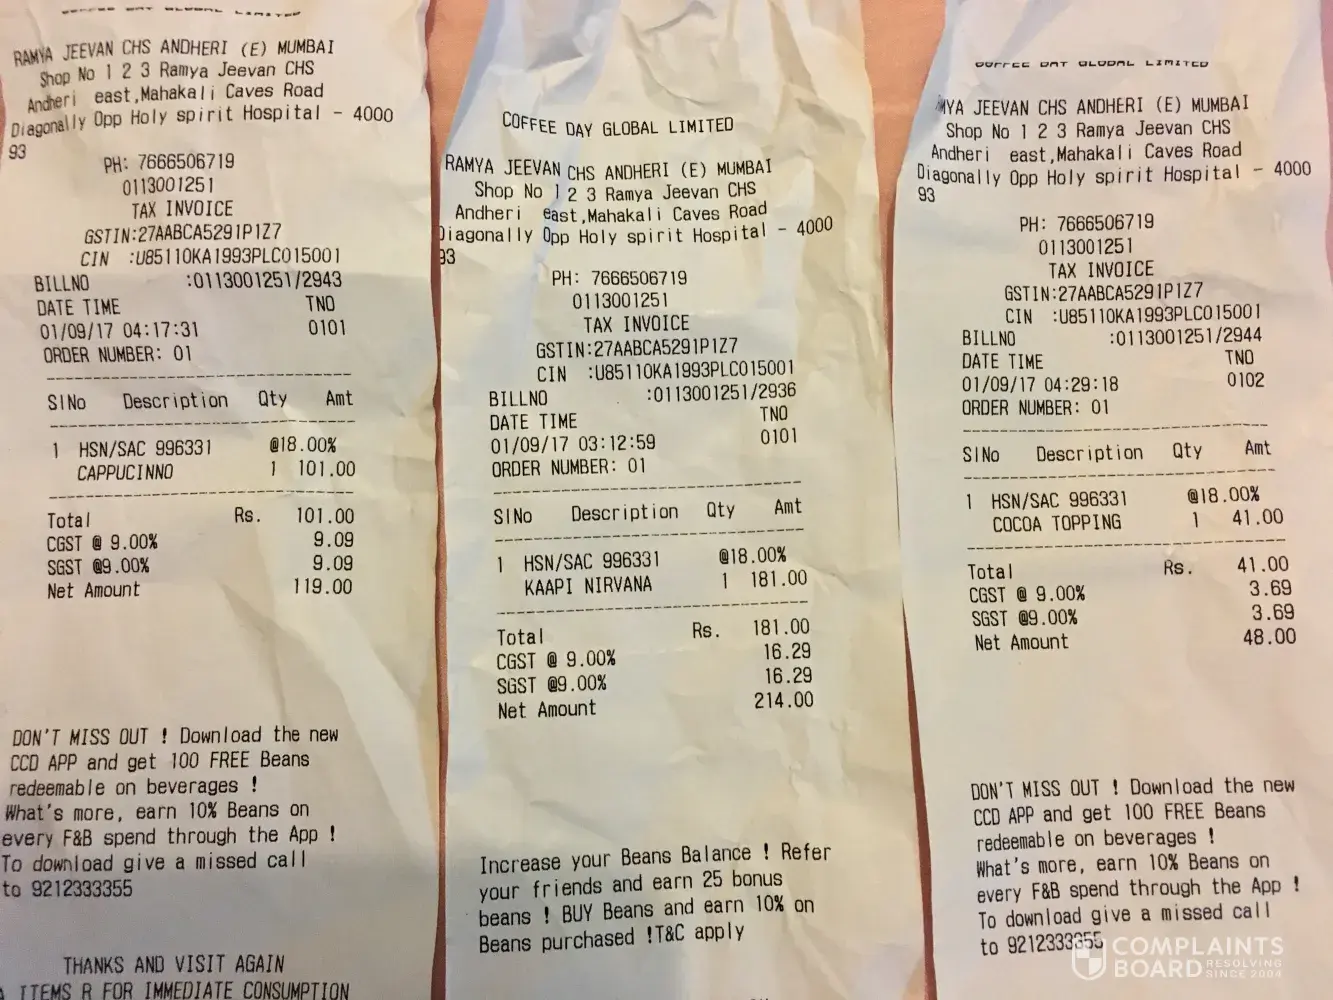 COFFEE DAY GLOBAL LIMITED
RAMYA JEEVAN CHS ANDHERI (E) MUMBAI
Shop No 1 2 3 Ramya Jeevan CHS
Andheri east,Mahakali Caves Road
Diagonally Opp Holy spirit Hospital - 4000
93
PH: 7666506719
0113001251
TAX INVOICE
GSTIN:27AABCA5291P1Z7
CIN :U85110KA1993PLC015001
BILLNO :0113001251/2943
DATE TIME TNO
01/09/17 04:17:31 0101
ORDER NUMBER: 01
SlNo Description Qty Amt
1 HSN/SAC 996331 @18.00%
CAPPUCINNO 1 101.00
Total Rs. 101.00
CGST @ 9.00% 9.09
SGST @9.00% 9.09
Net Amount 119.00
DON'T MISS OUT ! Download the new
CCD APP and get 100 FREE Beans
redeemable on beverages !
What's more, earn 10% Beans on
every F&B spend through the App !
To download give a missed call
to 9212333355
THANKS AND VISIT AGAIN
ITEMS R FOR IMMEDIATE CONSUMPTION
COFFEE DAY GLOBAL LIMITED
RAMYA JEEVAN CHS ANDHERI (E) MUMBAI
Shop No 1 2 3 Ramya Jeevan CHS
Andheri east,Mahakali Caves Road
Diagonally Opp Holy spirit Hospital - 4000
93
PH: 7666506719
0113001251
TAX INVOICE
GSTIN:27AABCA5291P1Z7
CIN :U85110KA1993PLC015001
BILLNO :0113001251/2936
DATE TIME TNO
01/09/17 03:12:59 0101
ORDER NUMBER: 01
SlNo Description Qty Amt
1 HSN/SAC 996331 @18.00%
KAAPI NIRVANA 1 181.00
Total Rs. 181.00
CGST @ 9.00% 16.29
SGST @9.00% 16.29
Net Amount 214.00
Increase your Beans Balance ! Refer
your friends and earn 25 bonus
beans ! BUY Beans and earn 10% on
Beans purchased !T&C apply
COFFEE DAY GLOBAL LIMITED
MYA JEEVAN CHS ANDHERI (E) MUMBAI
Shop No 1 2 3 Ramya Jeevan CHS
Andheri east,Mahakali Caves Road
Diagonally Opp Holy spirit Hospital - 4000
93
PH: 7666506719
0113001251
TAX INVOICE
GSTIN:27AABCA5291P1Z7
CIN :U85110KA1993PLC015001
BILLNO :0113001251/2944
DATE TIME TNO
01/09/17 04:29:18 0102
ORDER NUMBER: 01
SlNo Description Qty Amt
1 HSN/SAC 996331 @18.00%
COCOA TOPPING 1 41.00
Total Rs. 41.00
CGST @ 9.00% 3.69
SGST @9.00% 3.69
Net Amount 48.00
DON'T MISS OUT ! Download the new
CCD APP and get 100 FREE Beans
redeemable on beverages !
What's more, earn 10% Beans on
every F&B spend through the App !
To download give a missed call
to 9212333355
COMPLAINTS
BOARD RESOLVING
SINCE 2004